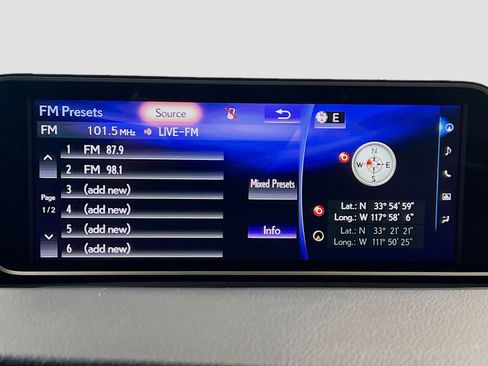 FM Presets Source
FM 101.5 MHz LIVE-FM
E
1 FM 87.9
2 FM 98.1
3 (add new)
Page
1/2
4 (add new)
5 (add new)
6 (add new)
Mixed Presets
Info
N
W E
S
Lat.: N 33° 54' 59"
Long.: W 117° 58' 6"
Lat.: N 33° 21' 21"
Long.: W 111° 50' 25"